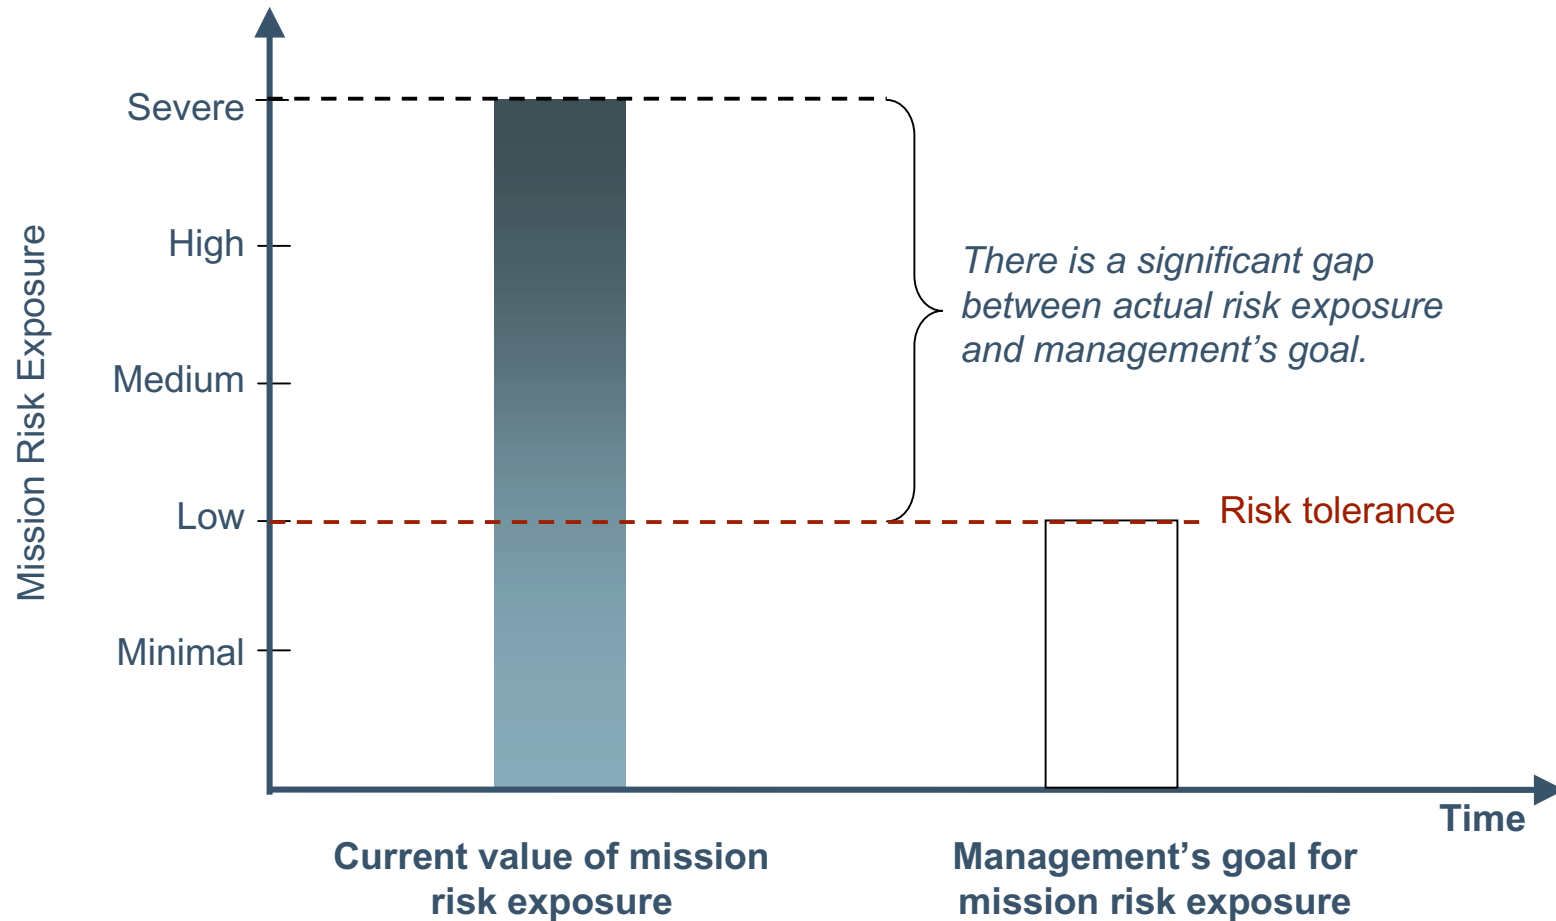 Mission Risk Exposure
Severe
High
Medium
Low
Minimal
There is a significant gap
between actual risk exposure
and management’s goal.
Risk tolerance
Time
Current value of mission
risk exposure
Management’s goal for
mission risk exposure